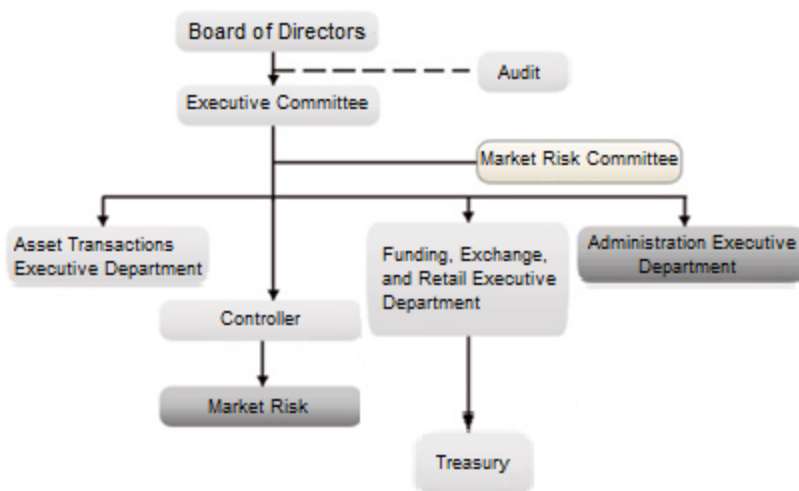 Board of Directors
Audit
Executive Committee
Market Risk Committee
Asset Transactions
Executive Department
Funding, Exchange,
and Retail Executive
Department
Administration Executive
Department
Controller
Market Risk
Treasury